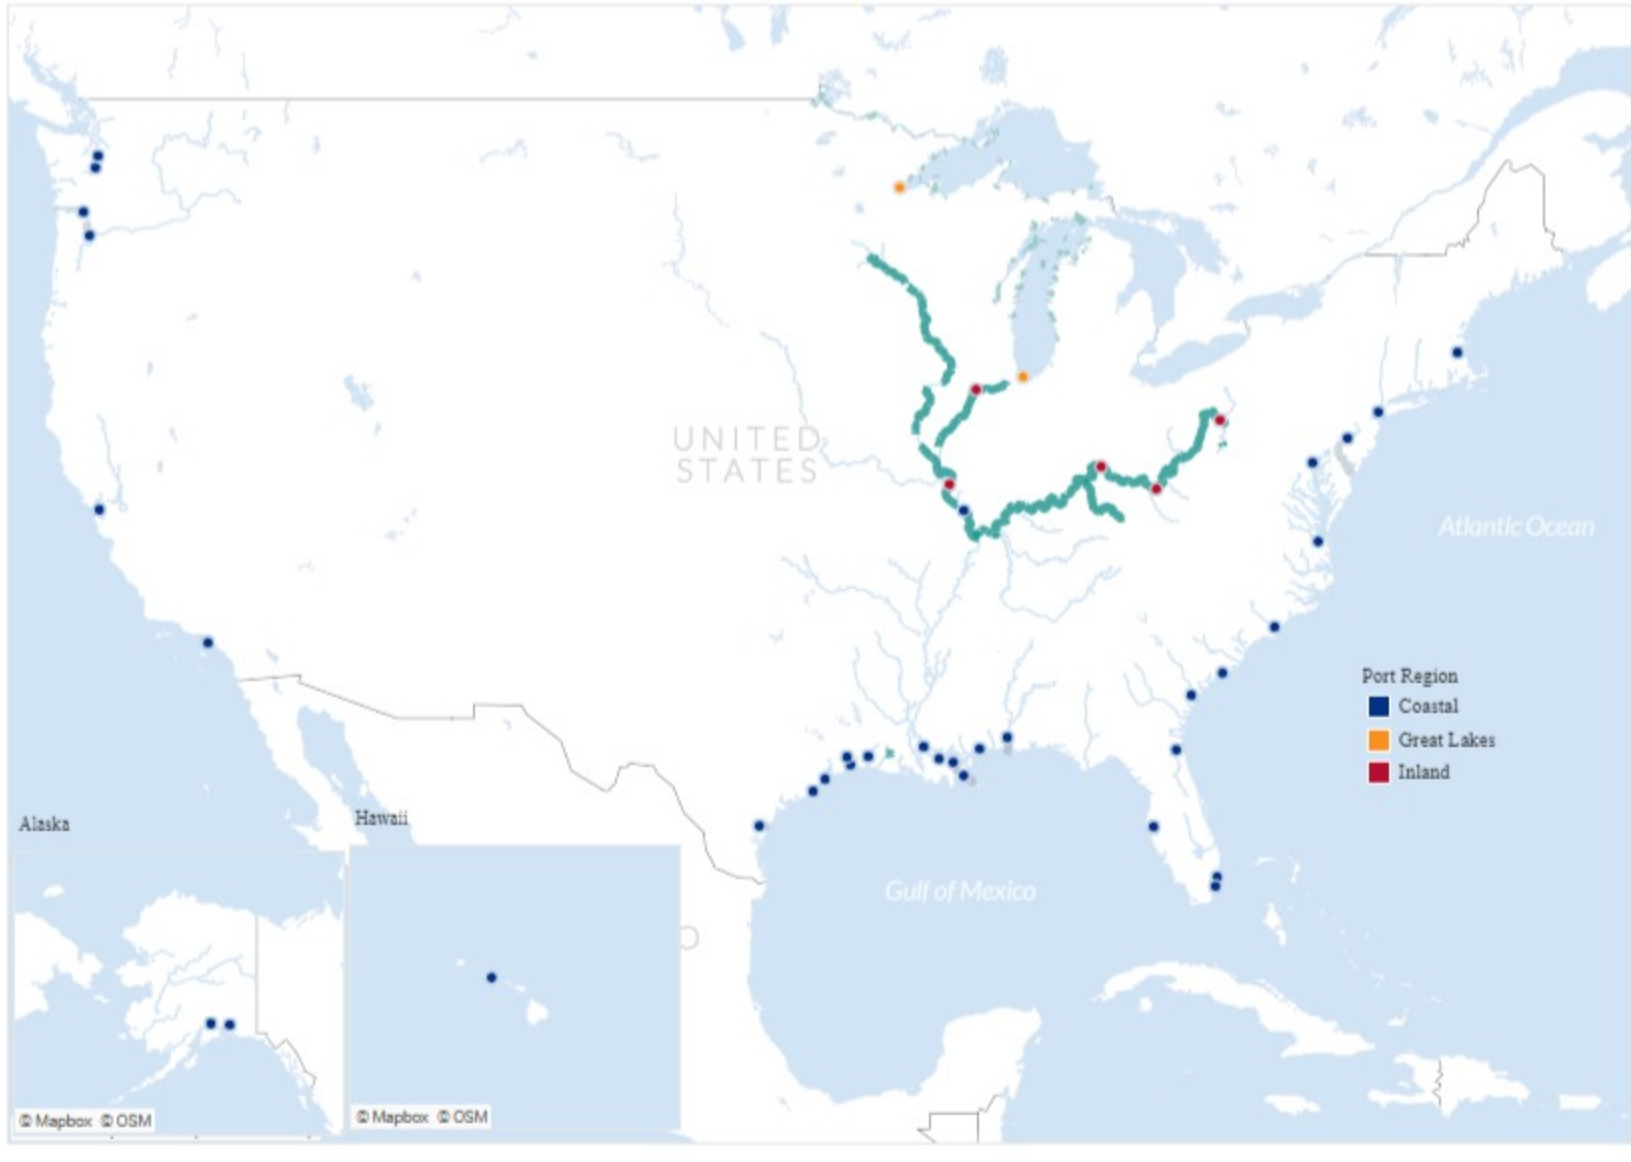 UNITED
STATES
Atlantic Ocean
Port Region
Coastal
Great Lakes
Inland
Alaska
Hawaii
Gulf of Mexico
O
© Mapbox © OSM
© Mapbox © OSM